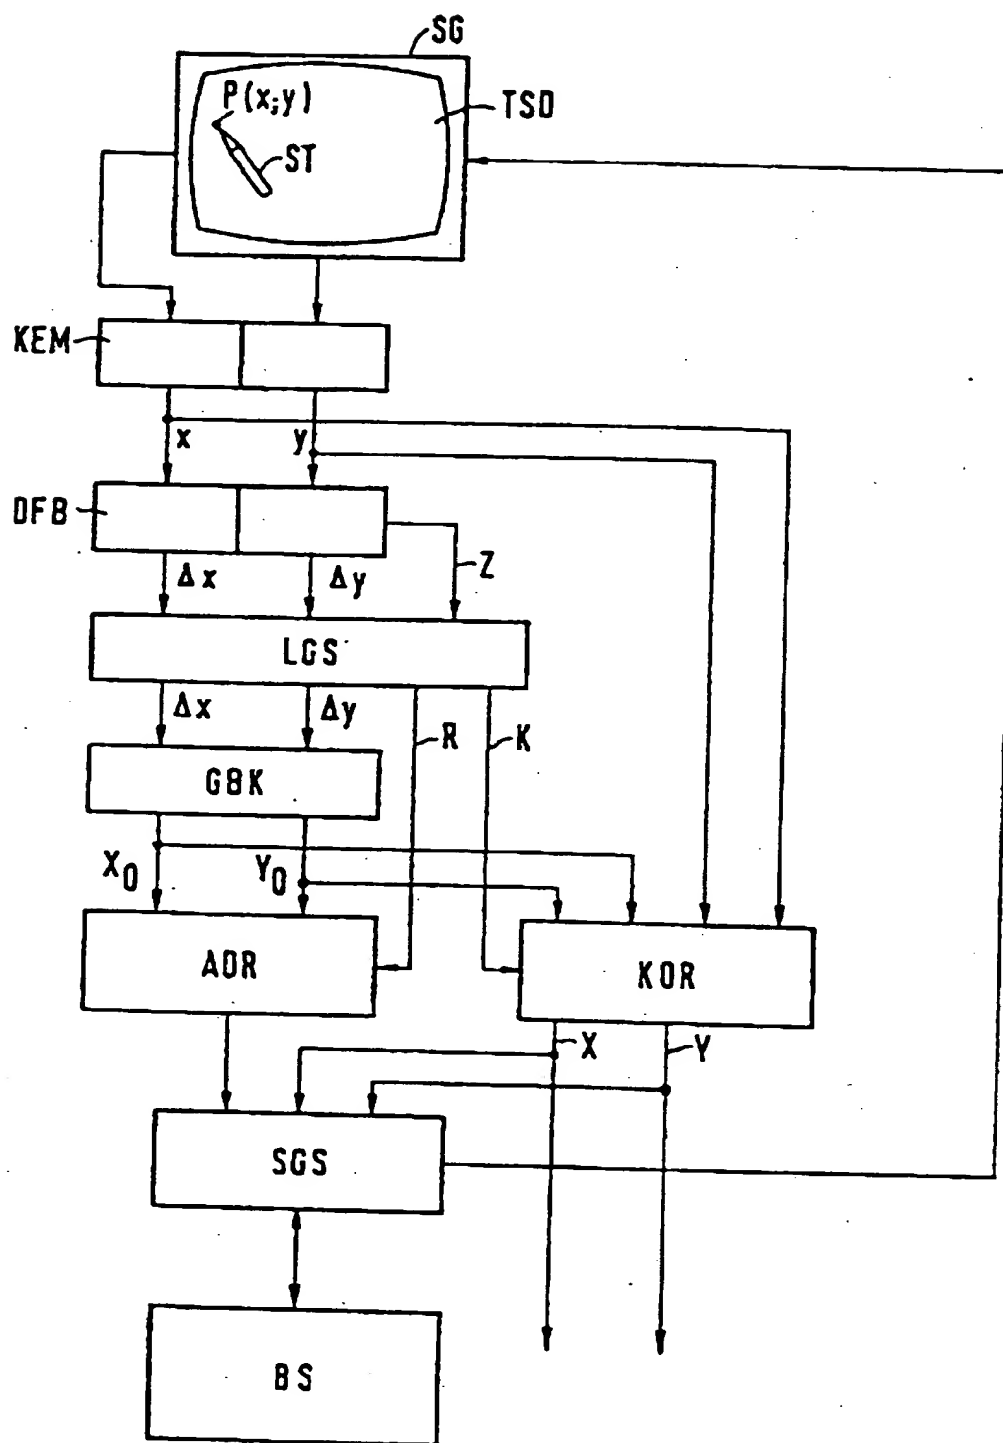 SG
P(x;y)
TSD
ST
KEM
x y
DFB
Δx Δy Z
LGS
Δx Δy R K
GBK
X0 Y0
ADR
KOR
X Y
SGS
BS